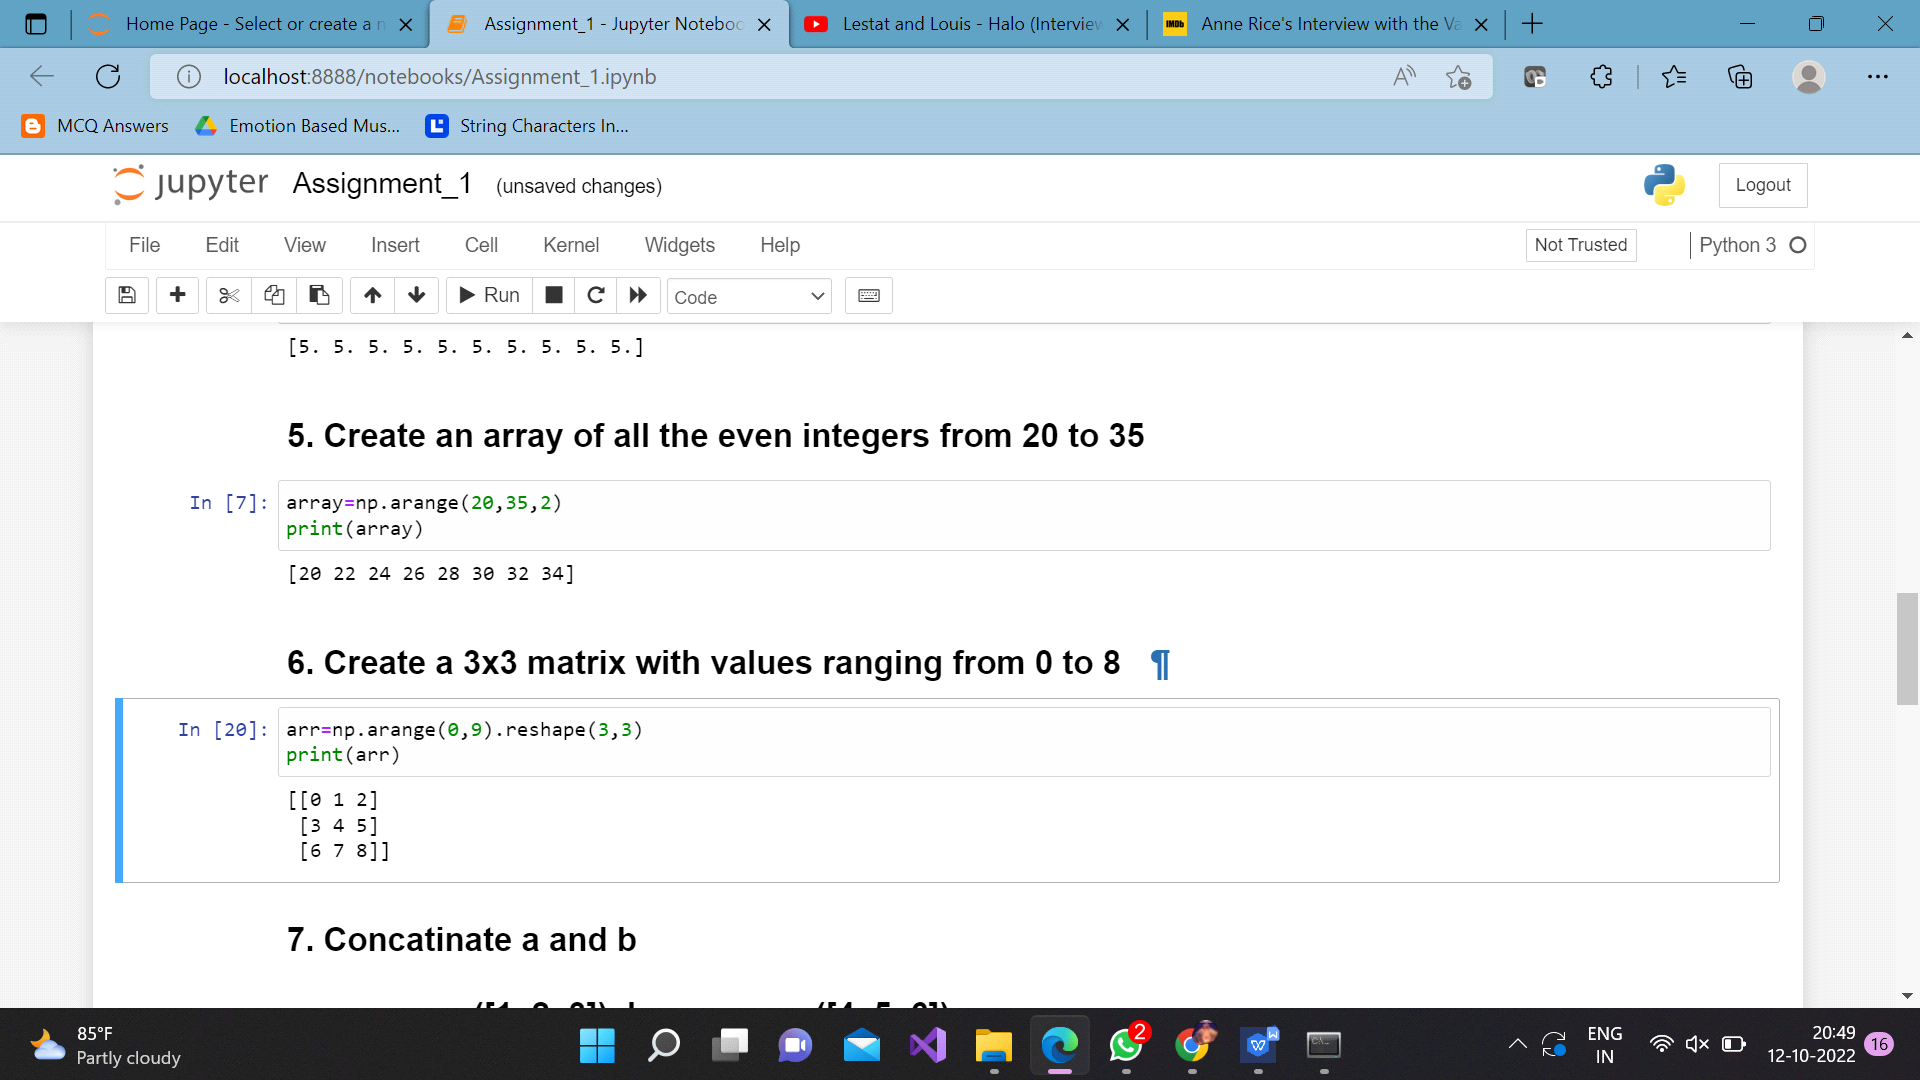 Home Page - Select or create a n
Assignment_1 - Jupyter Noteboo
Lestat and Louis - Halo (Interview
IMDb
Anne Rice's Interview with the Va
localhost:8888/notebooks/Assignment_1.ipynb
MCQ Answers
Emotion Based Mus...
String Characters In...
jupyter
Assignment_1
(unsaved changes)
Logout
File
Edit
View
Insert
Cell
Kernel
Widgets
Help
Not Trusted
Python 3
Run
Code
[5. 5. 5. 5. 5. 5. 5. 5. 5. 5.]
5. Create an array of all the even integers from 20 to 35
In [7]:
array=np.arange(20,35,2)
print(array)
[20 22 24 26 28 30 32 34]
6. Create a 3x3 matrix with values ranging from 0 to 8 ¶
In [20]:
arr=np.arange(0,9).reshape(3,3)
print(arr)
[[0 1 2]
[3 4 5]
[6 7 8]]
7. Concatinate a and b
85°F
Partly cloudy
2
ENG
IN
20:49
12-10-2022
16